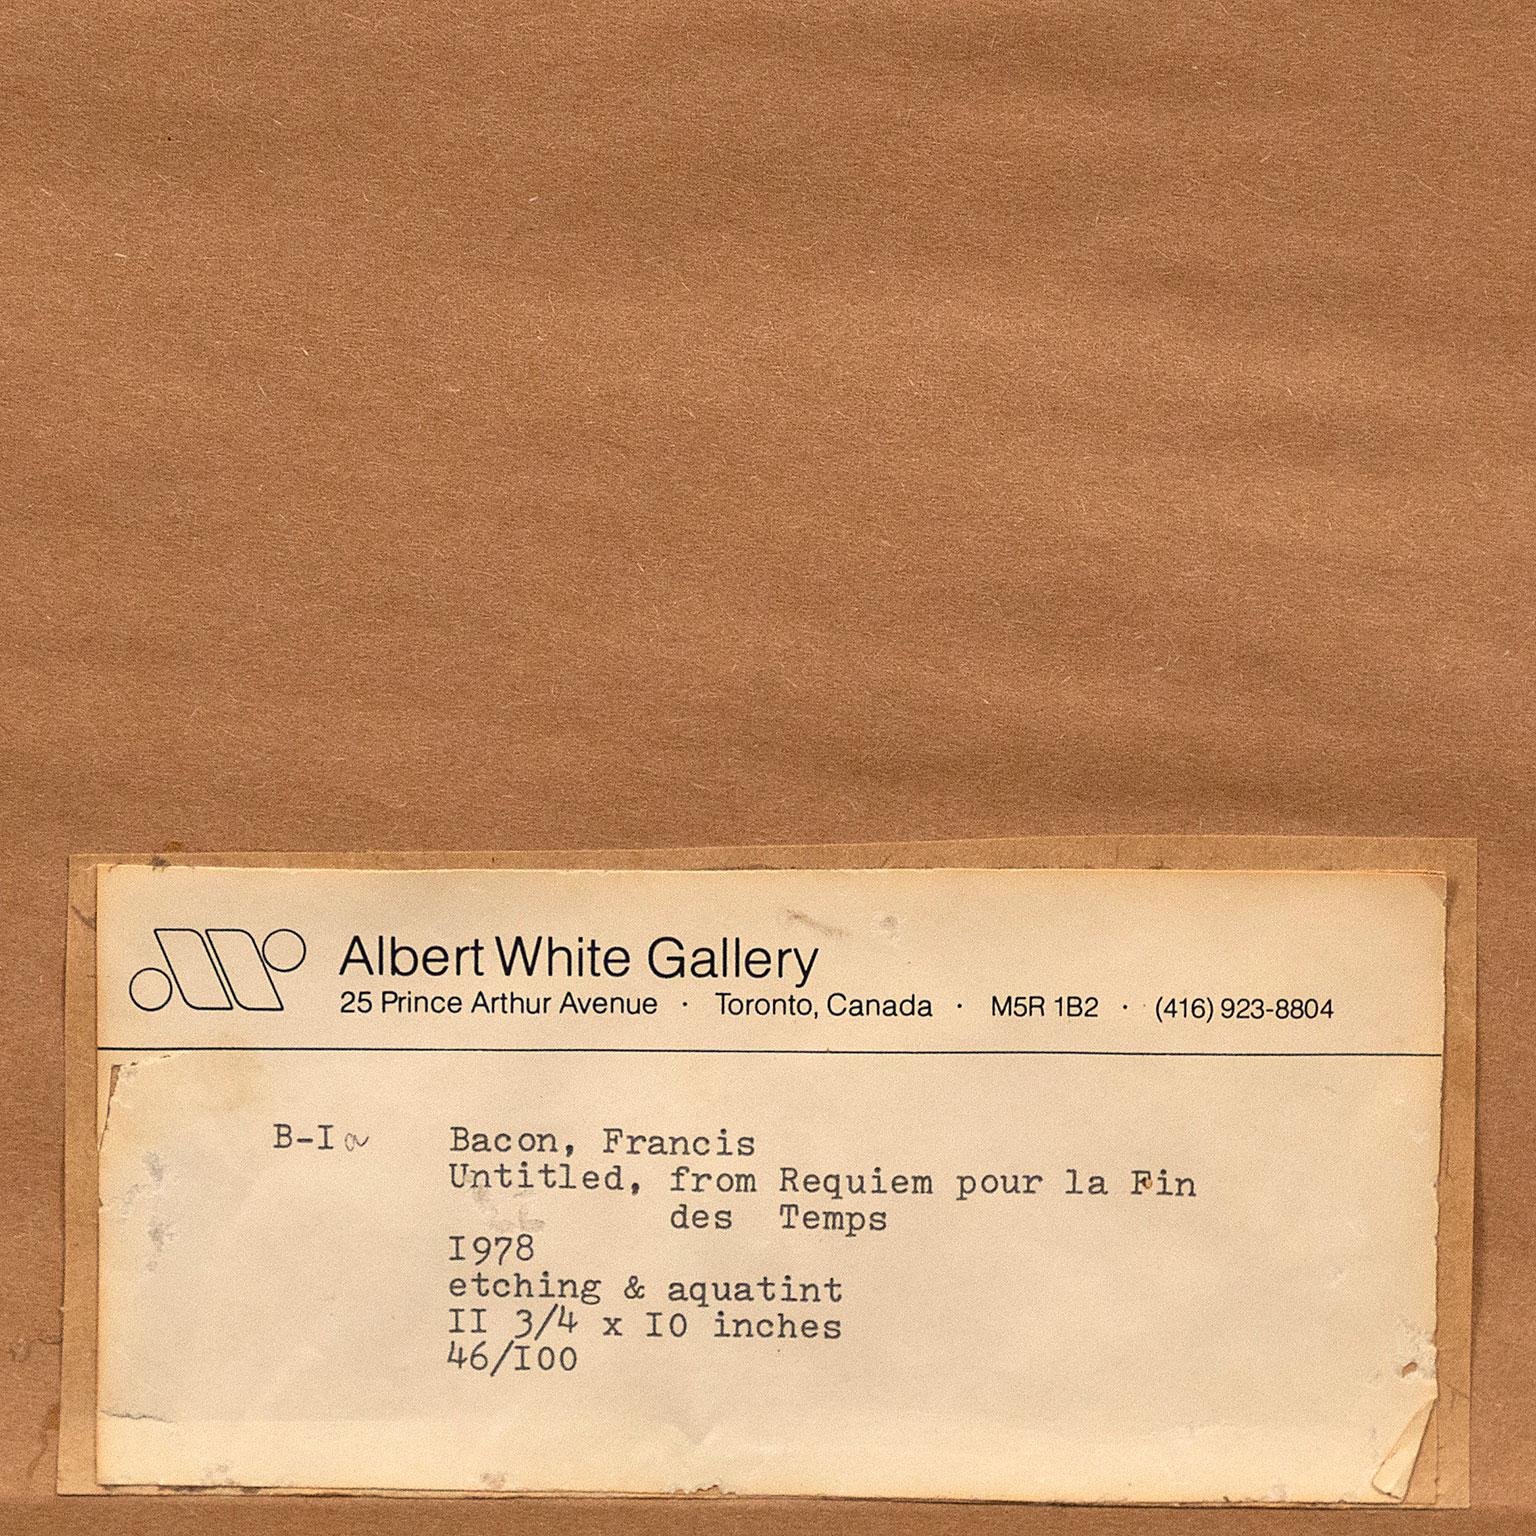 Albert White Gallery
25 Prince Arthur Avenue · Toronto, Canada · M5R 1B2 · (416) 923-8804
B-I a Bacon, Francis
Untitled, from Requiem pour la Fin
des Temps
I978
etching & aquatint
II 3/4 x I0 inches
46/I00